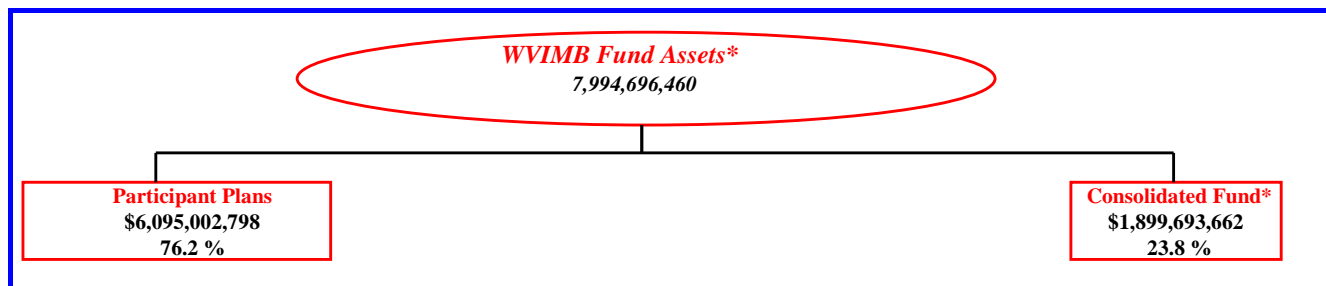 WVIMB Fund Assets*
7,994,696,460
Participant Plans
$6,095,002,798
76.2 %
Consolidated Fund*
$1,899,693,662
23.8 %